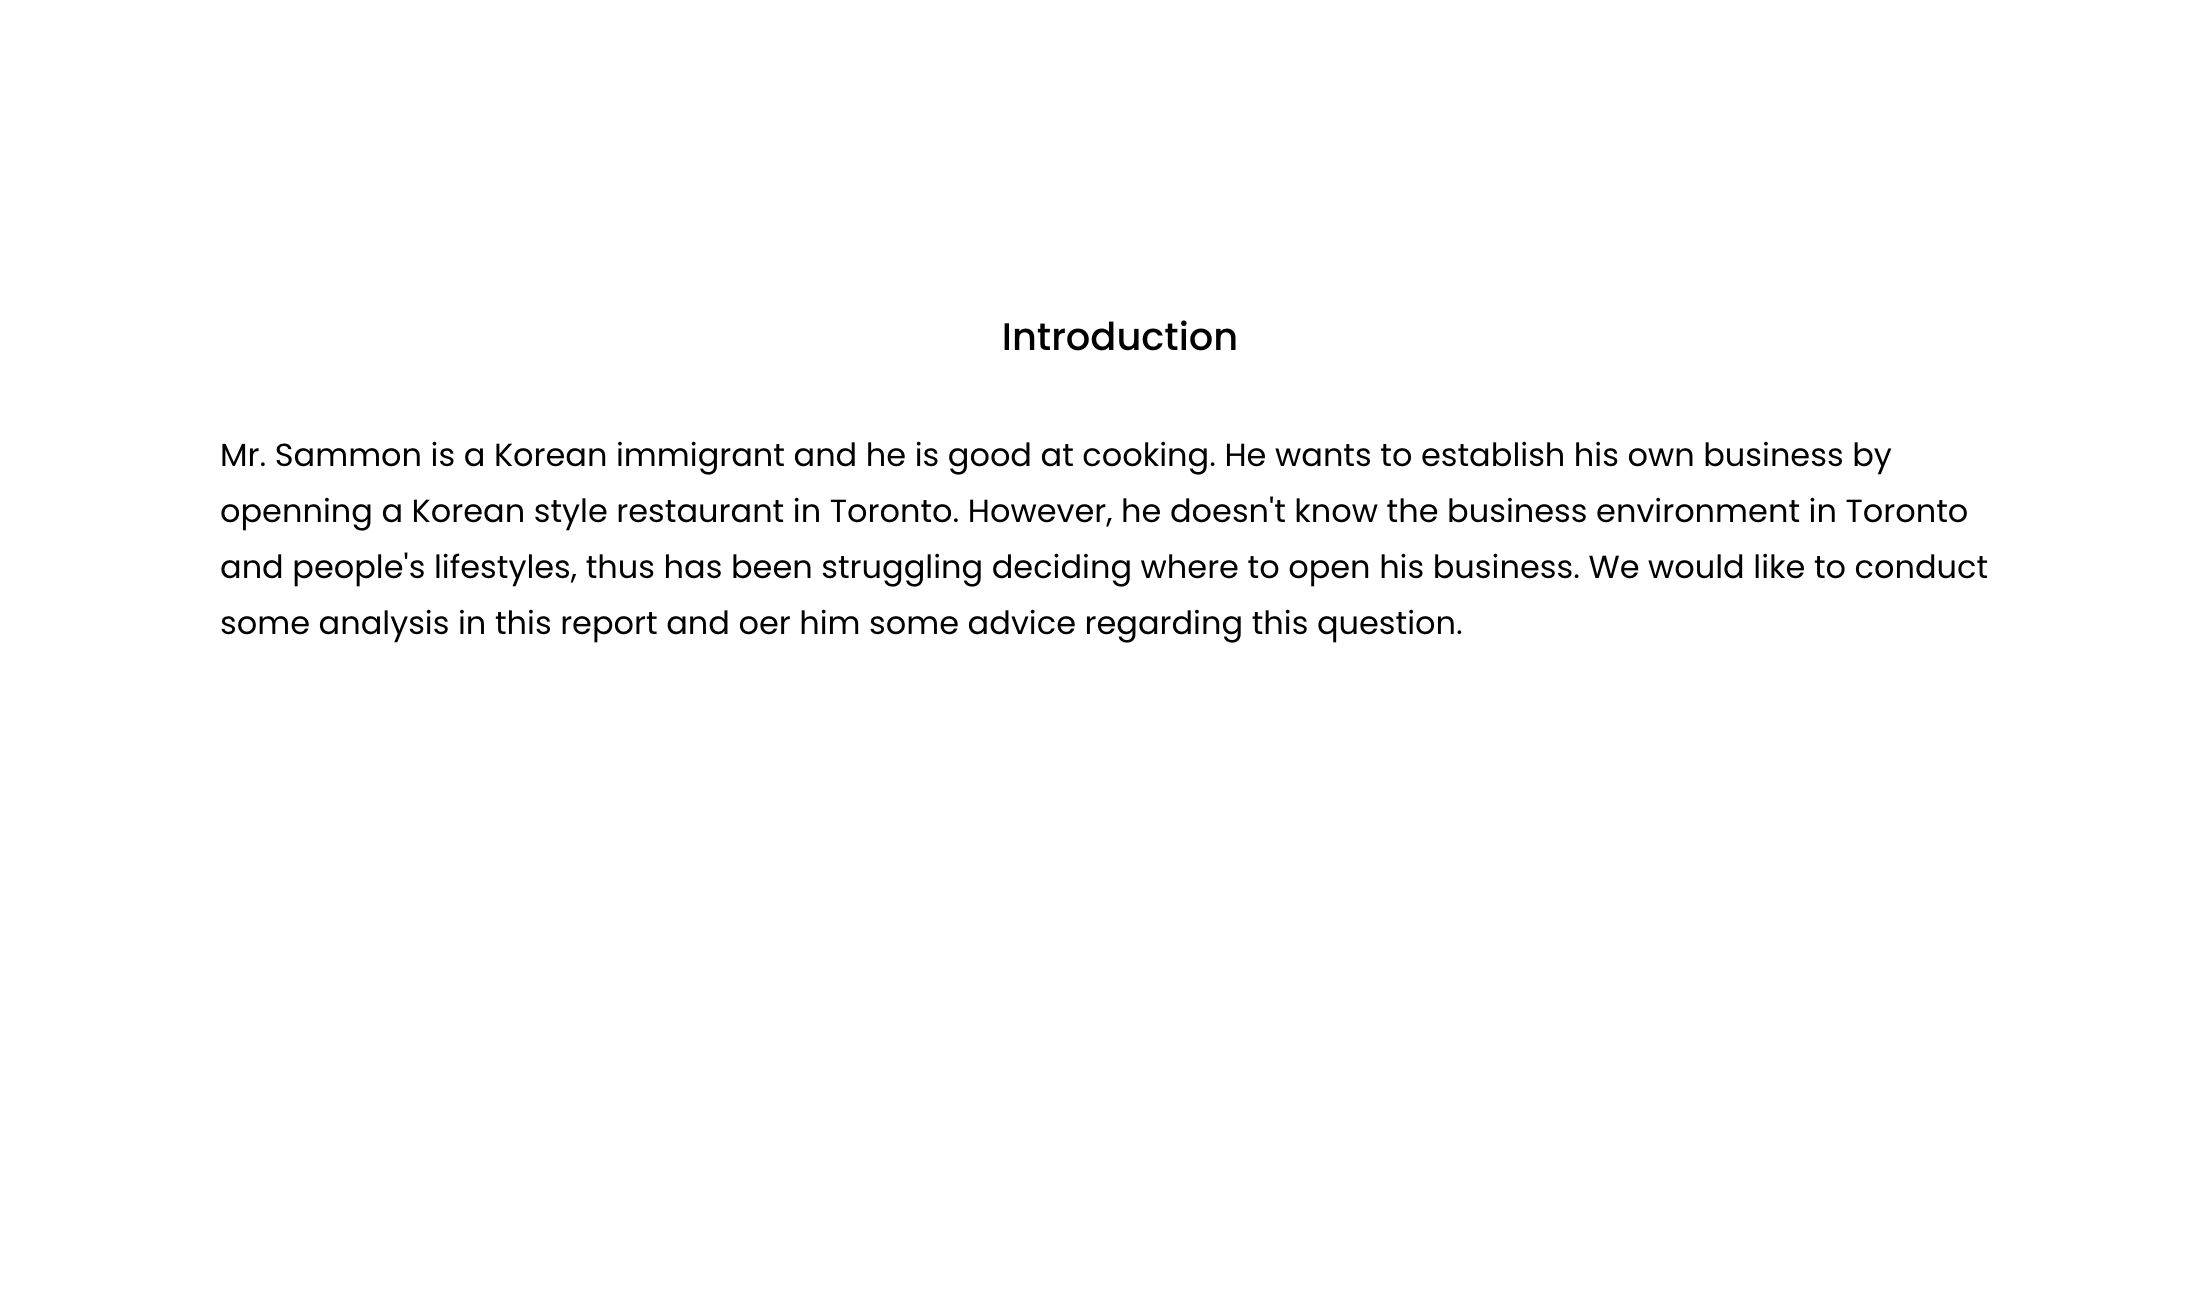 Introduction
Mr. Sammon is a Korean immigrant and he is good at cooking. He wants to establish his own business by
openning a Korean style restaurant in Toronto. However, he doesn't know the business environment in Toronto
and people's lifestyles, thus has been struggling deciding where to open his business. We would like to conduct
some analysis in this report and oer him some advice regarding this question.